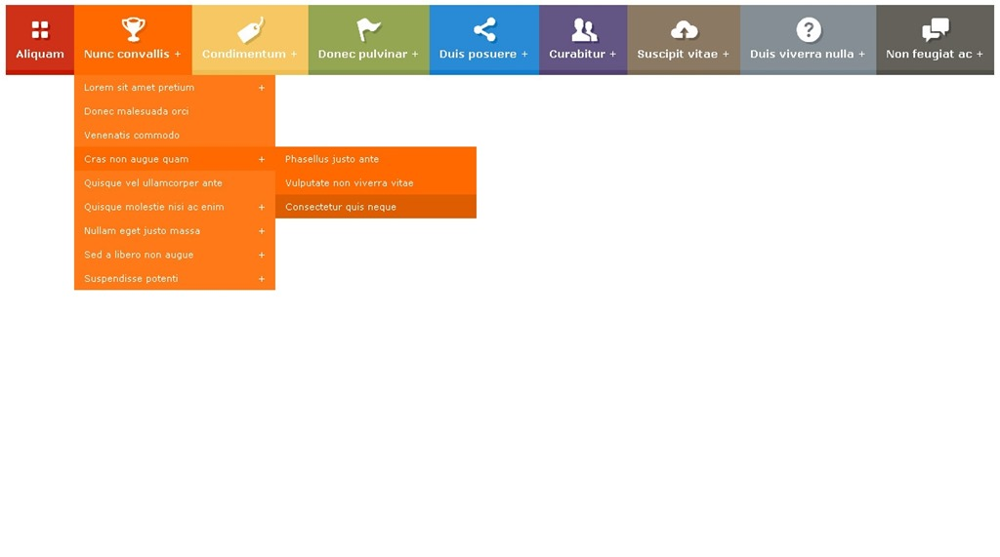 Aliquam
Nunc convallis +
Condimentum +
Donec pulvinar +
Duis posuere +
Curabitur +
Suscipit vitae +
Duis viverra nulla +
Non feugiat ac +
Lorem sit amet pretium +
Donec malesuada orci
Venenatis commodo
Cras non augue quam +
Phasellus justo ante
Quisque vel ullamcorper ante
Vulputate non viverra vitae
Quisque molestie nisi ac enim +
Consectetur quis neque
Nullam eget justo massa +
Sed a libero non augue +
Suspendisse potenti +